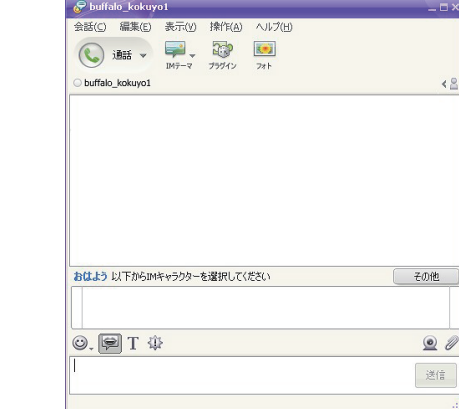 buffalo_kokuyo1
会話(C) 編集(E) 表示(V) 操作(A) ヘルプ(H)
通話
IMテーマ プラグイン フォト
buffalo_kokuyo1
おはよう 以下からIMキャラクターを選択してください その他
T
送信